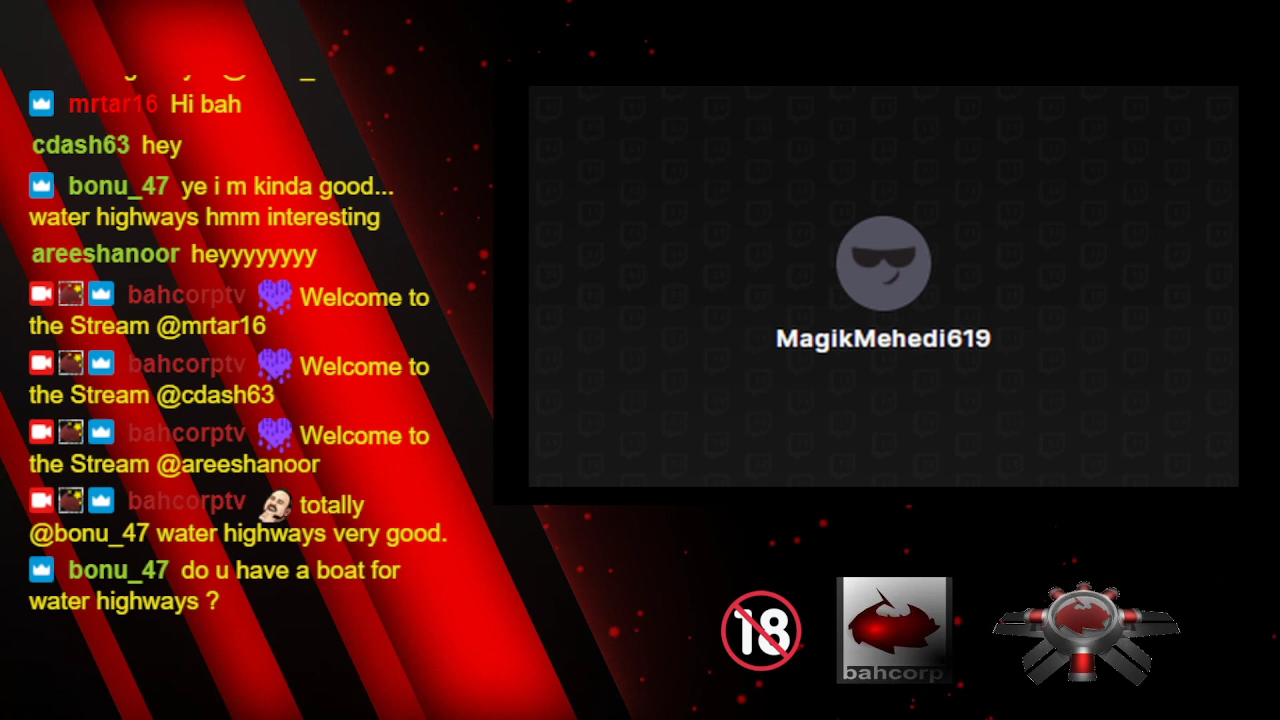 mrtar16 Hi bah
cdash63 hey
bonu_47 ye i m kinda good...
water highways hmm interesting
areeshanoor heyyyyyyyy
bahcorptv Welcome to
the Stream @mrtar16
bahcorptv Welcome to
the Stream @cdash63
bahcorptv Welcome to
the Stream @areeshanoor
bahcorptv totally
@bonu_47 water highways very good.
bonu_47 do u have a boat for
water highways ?
MagikMehedi619
18
bahcorp